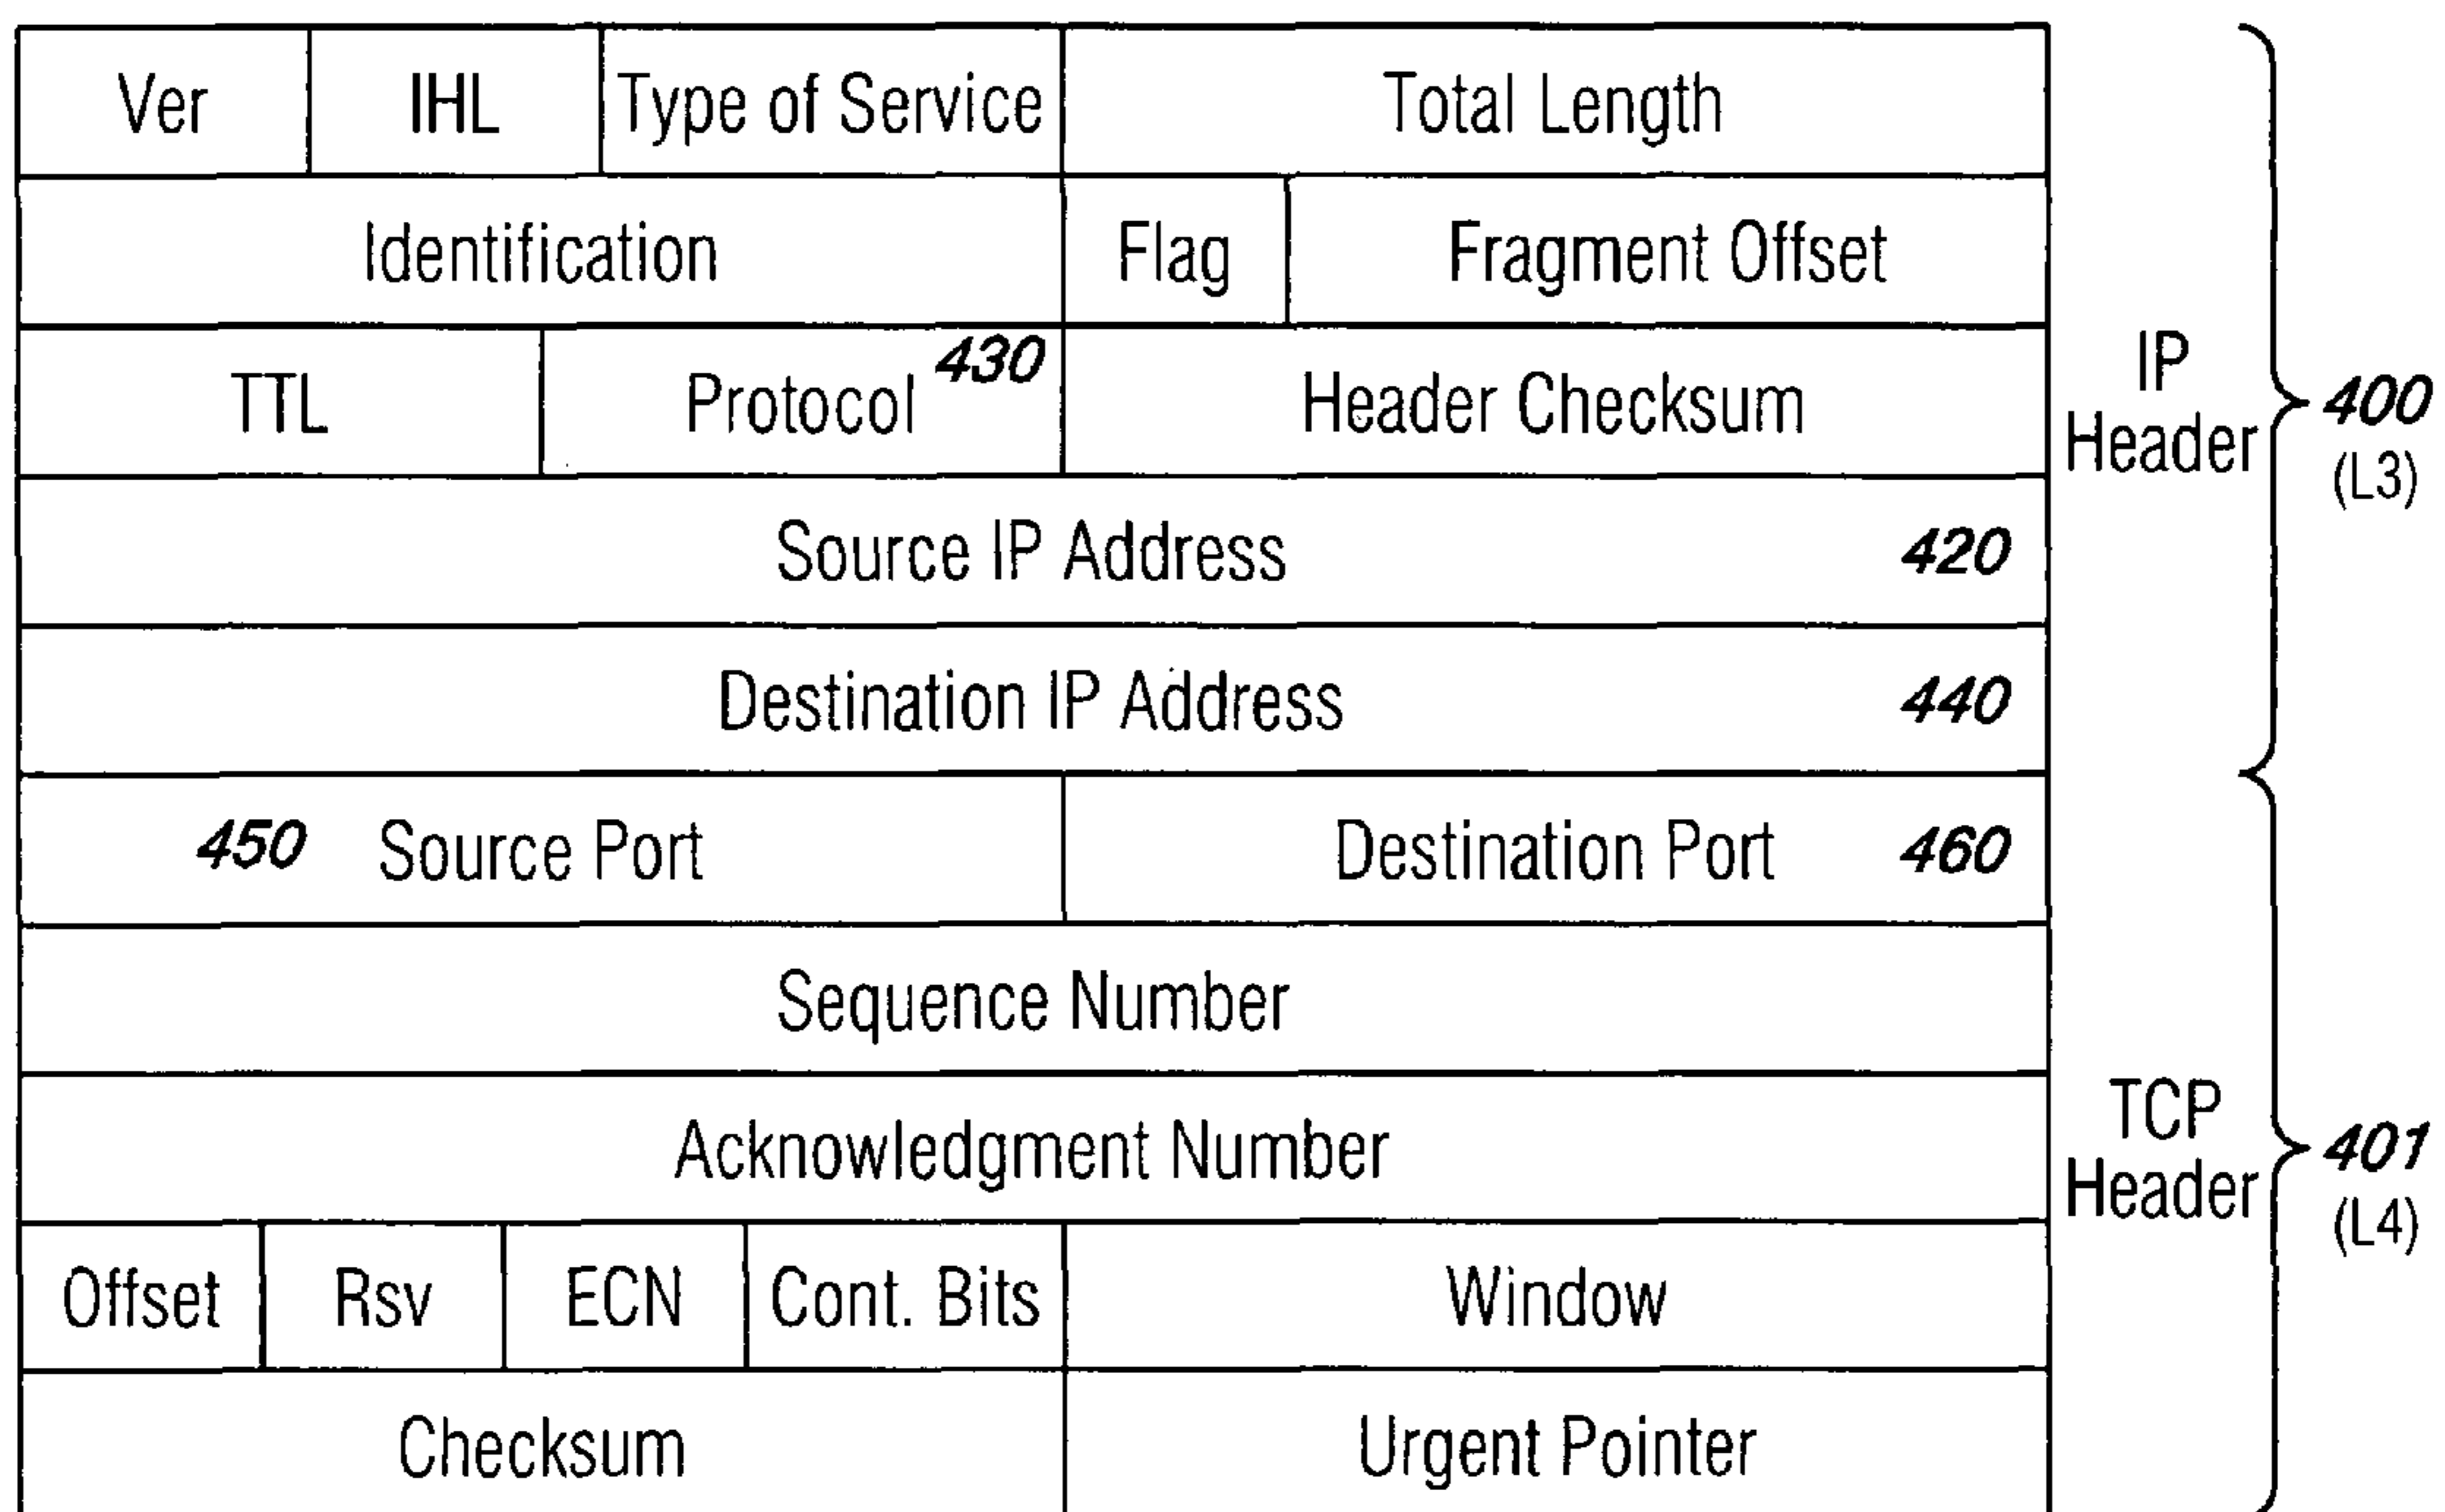 Ver IHL Type of Service Total Length
Identification Flag Fragment Offset
TTL Protocol 430 Header Checksum
Source IP Address 420
Destination IP Address 440
IP
Header
400
(L3)
450 Source Port Destination Port 460
Sequence Number
Acknowledgment Number
Offset Rsv ECN Cont. Bits Window
Checksum Urgent Pointer
TCP
Header
401
(L4)